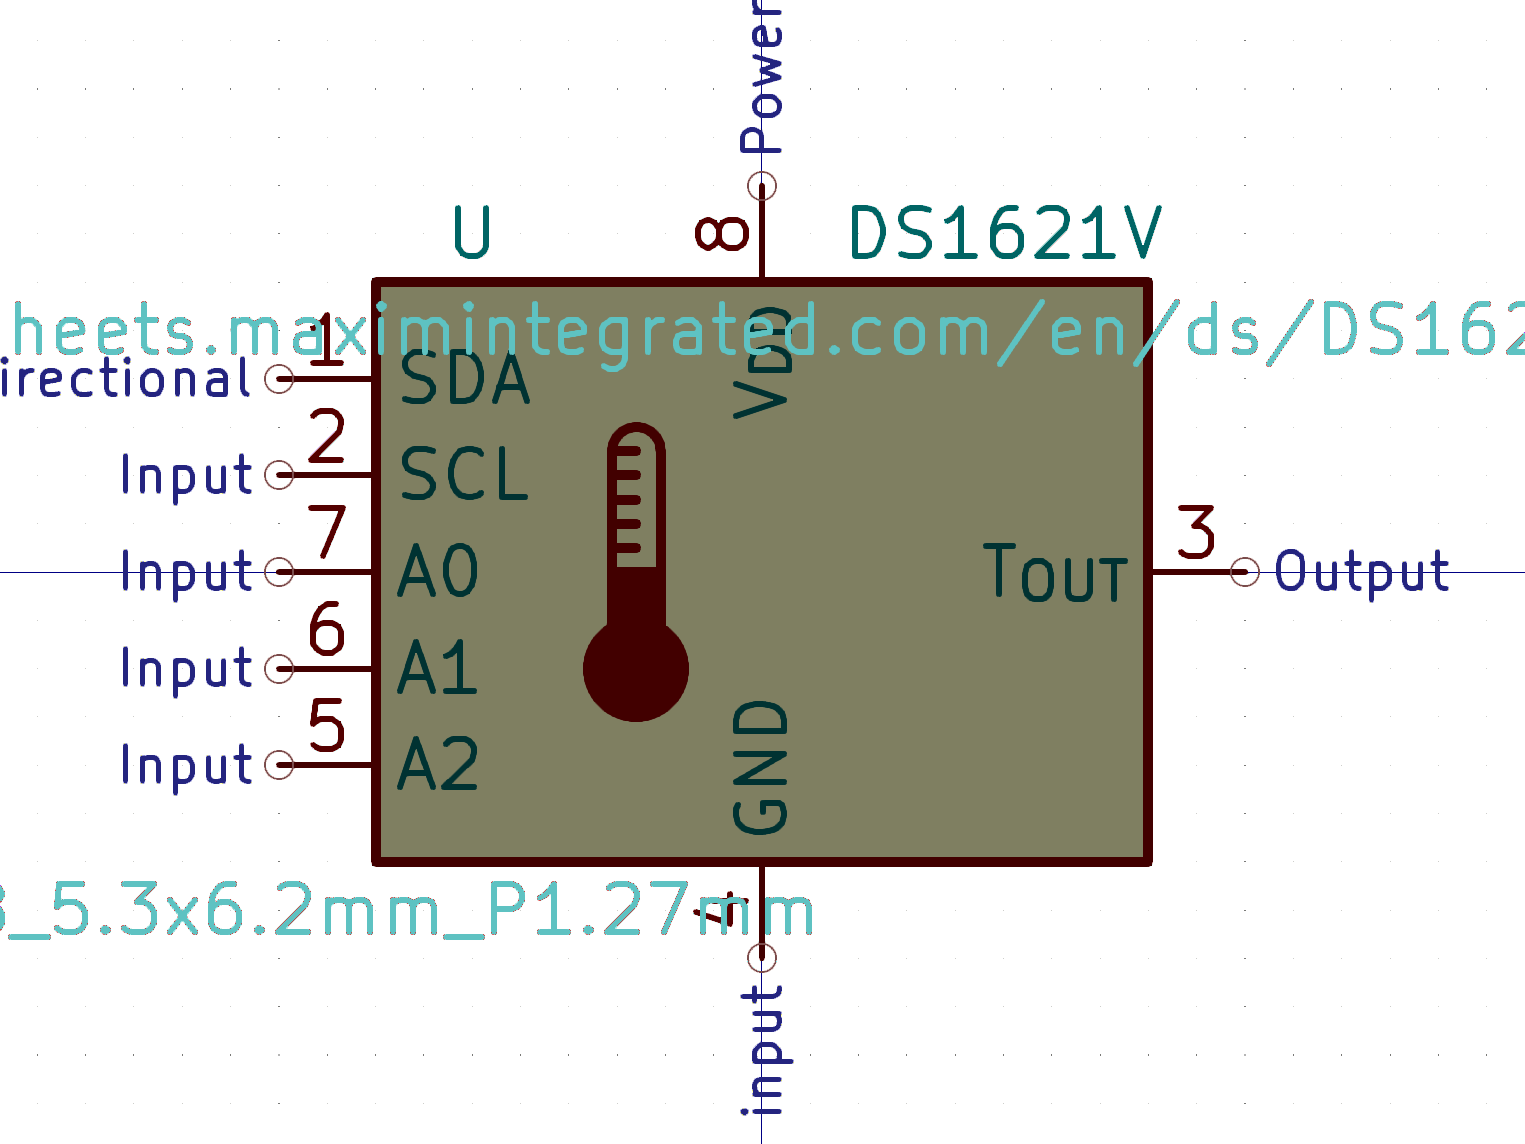 Power
U
8
DS1621V
heets.maximintegrated.com/en/ds/DS162
1
VDD
irectional
SDA
2
Input
SCL
7
Input
A0
3
TOUT
Output
6
Input
A1
5
Input
A2
GND
_5.3x6.2mm_P1.27mm
4
input